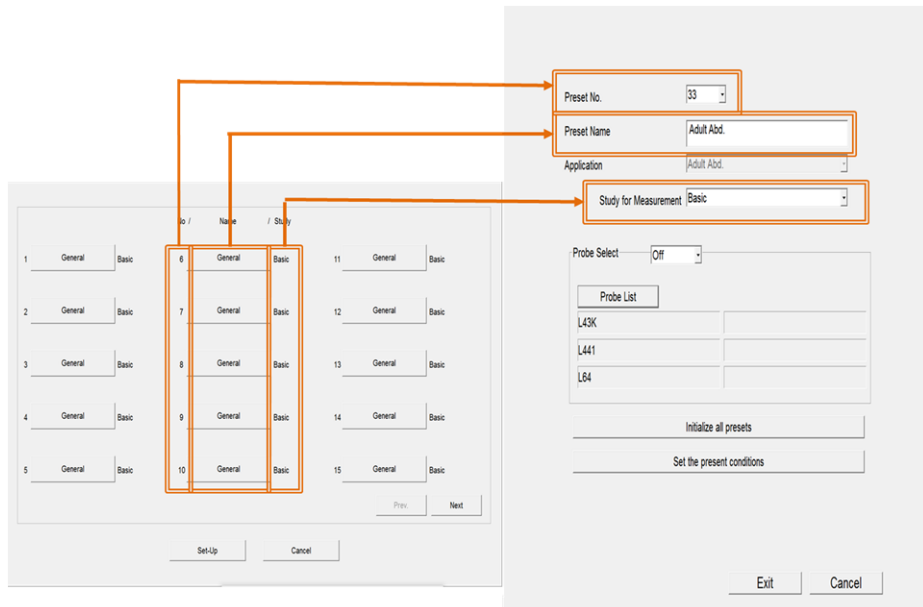 No / Name / Study
1 General Basic 6 General Basic 11 General Basic
2 General Basic 7 General Basic 12 General Basic
3 General Basic 8 General Basic 13 General Basic
4 General Basic 9 General Basic 14 General Basic
5 General Basic 10 General Basic 15 General Basic
Prev. Next
Set-Up Cancel
Preset No. 33
Preset Name Adult Abd.
Application Adult Abd.
Study for Measurement Basic
Probe Select Off
Probe List
L43K
L441
L64
Initialize all presets
Set the present conditions
Exit Cancel